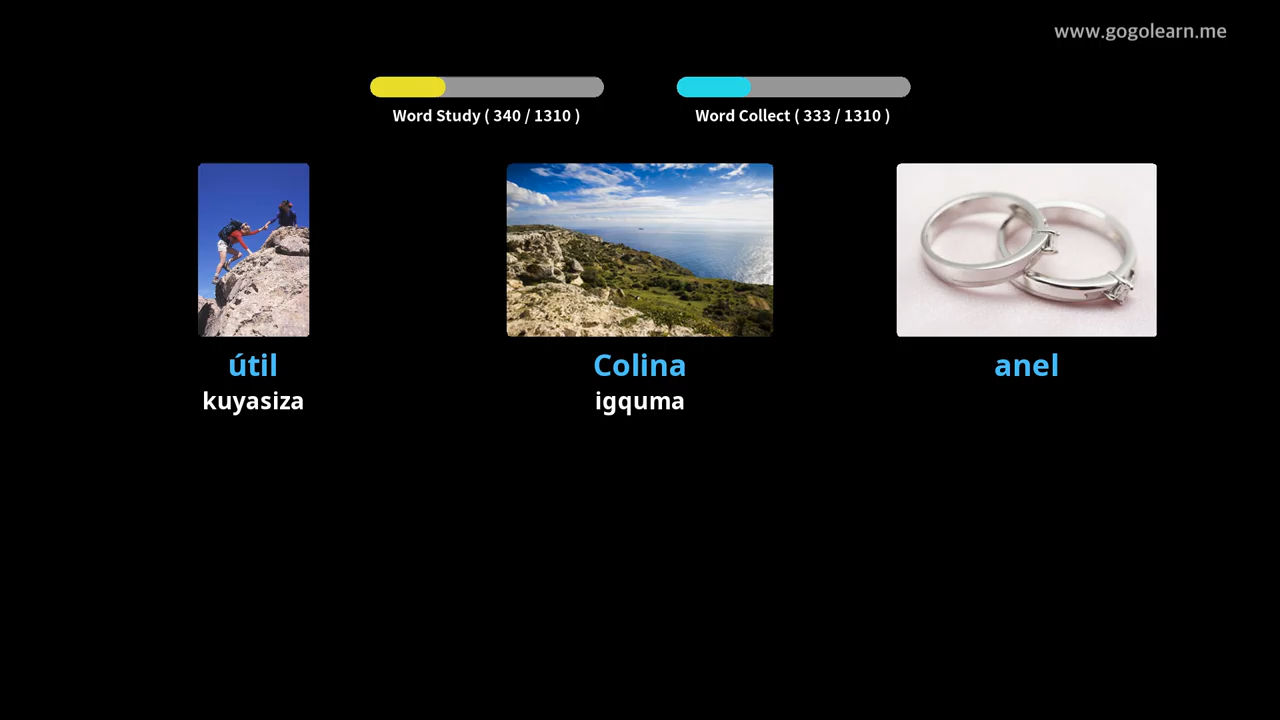 www.gogolearn.me
Word Study ( 340 / 1310 )
Word Collect ( 333 / 1310 )
útil
kuyasiza
Colina
igquma
anel